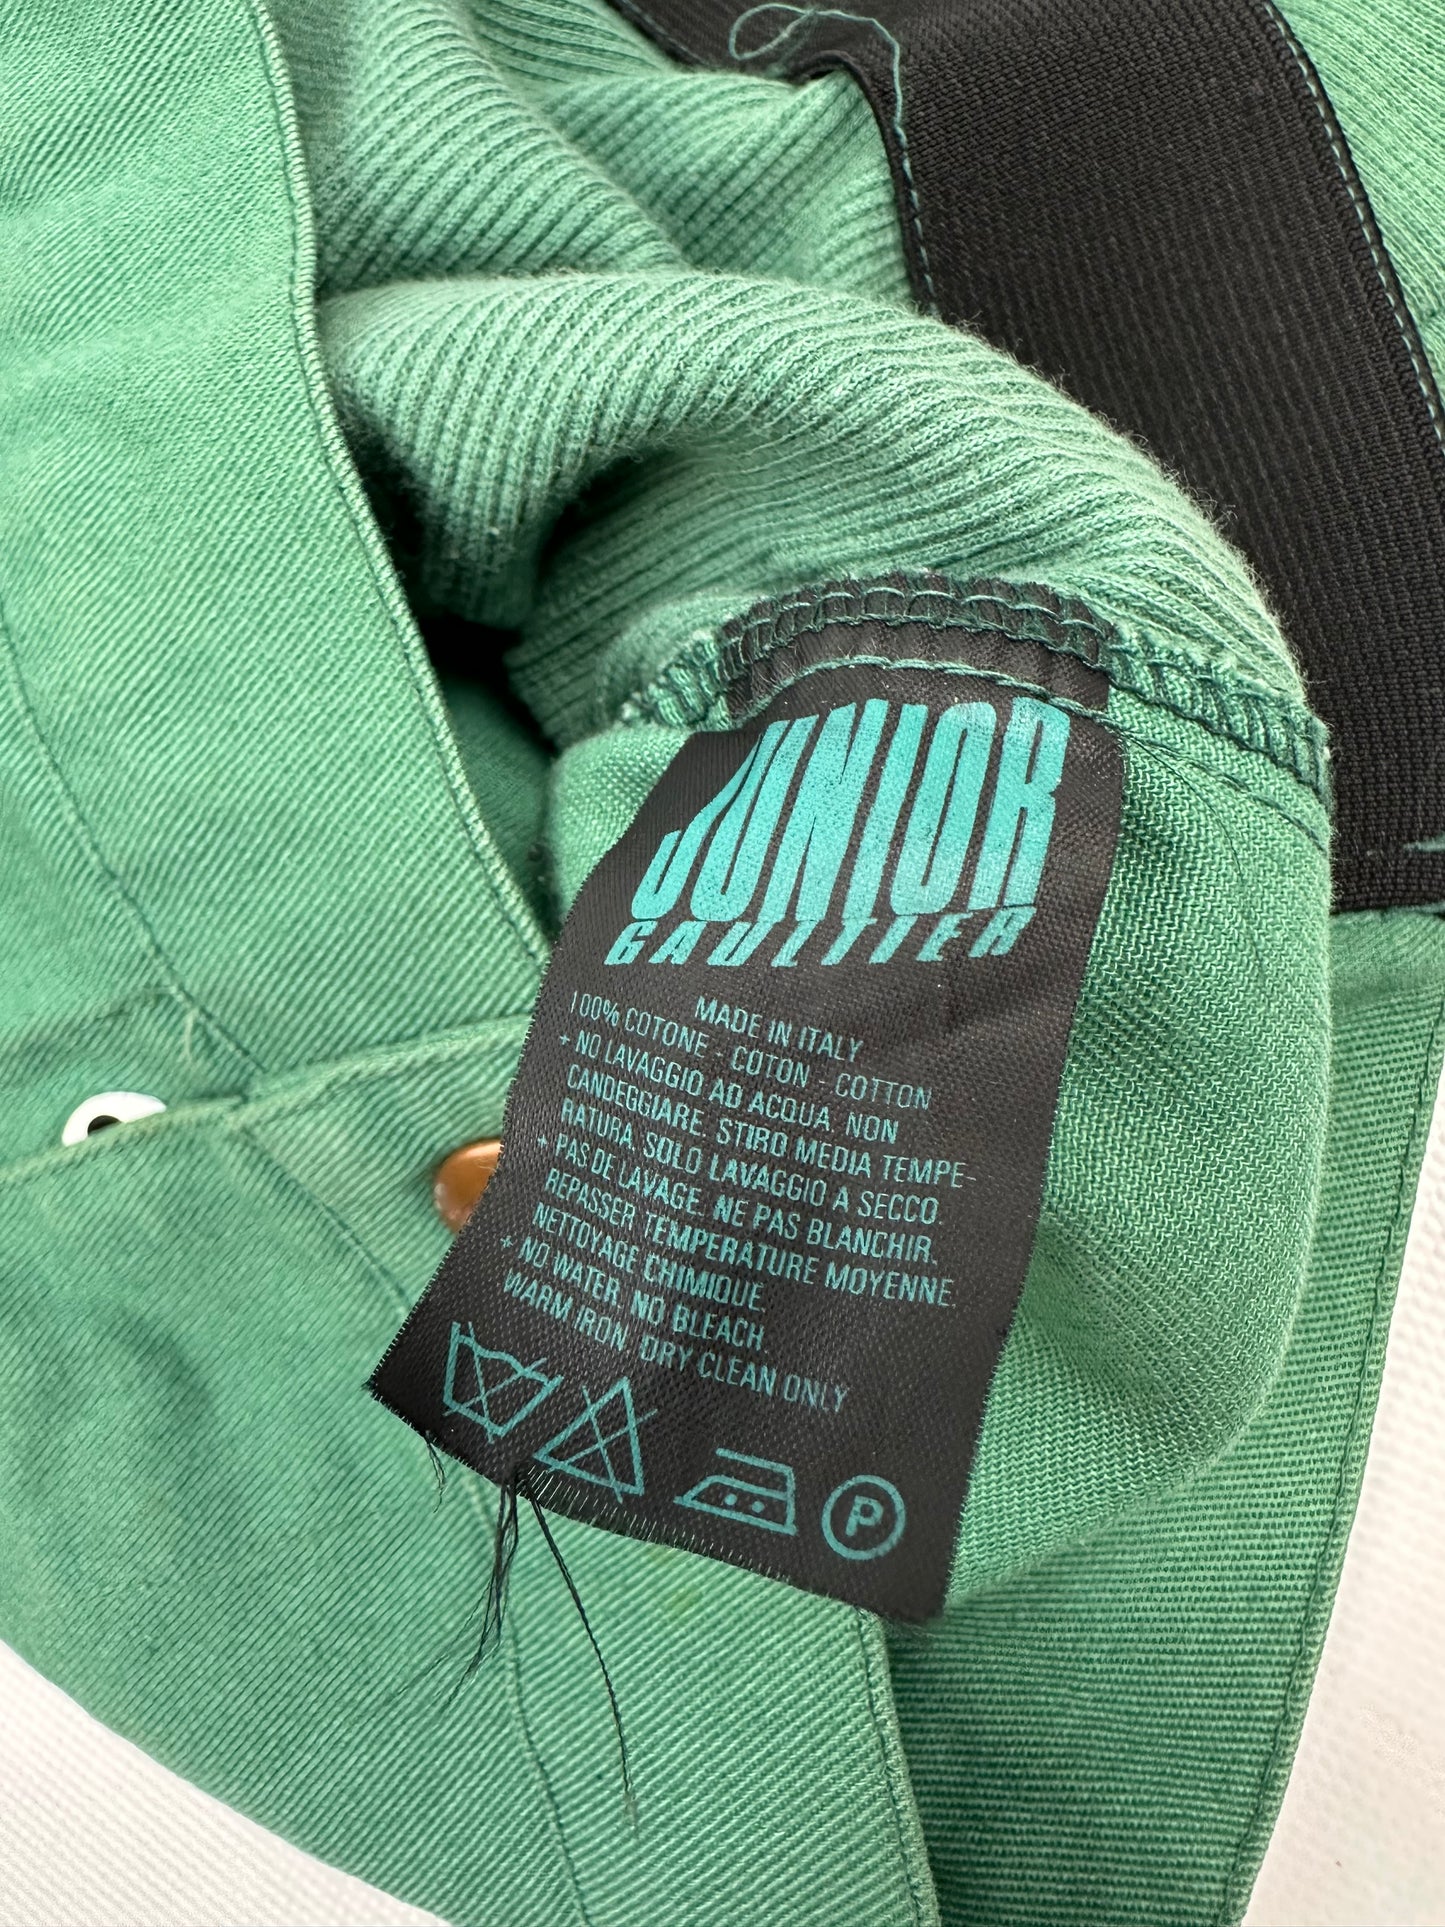 JUNIOR
GAULTIER
MADE IN ITALY
100% COTONE - COTON - COTTON
+ NO LAVAGGIO AD ACQUA. NON
CANDEGGIARE. STIRO MEDIA TEMPE-
RATURA. SOLO LAVAGGIO A SECCO.
+ PAS DE LAVAGE. NE PAS BLANCHIR.
REPASSER TEMPERATURE MOYENNE.
NETTOYAGE CHIMIQUE.
+ NO WATER. NO BLEACH
WARM IRON. DRY CLEAN ONLY
P